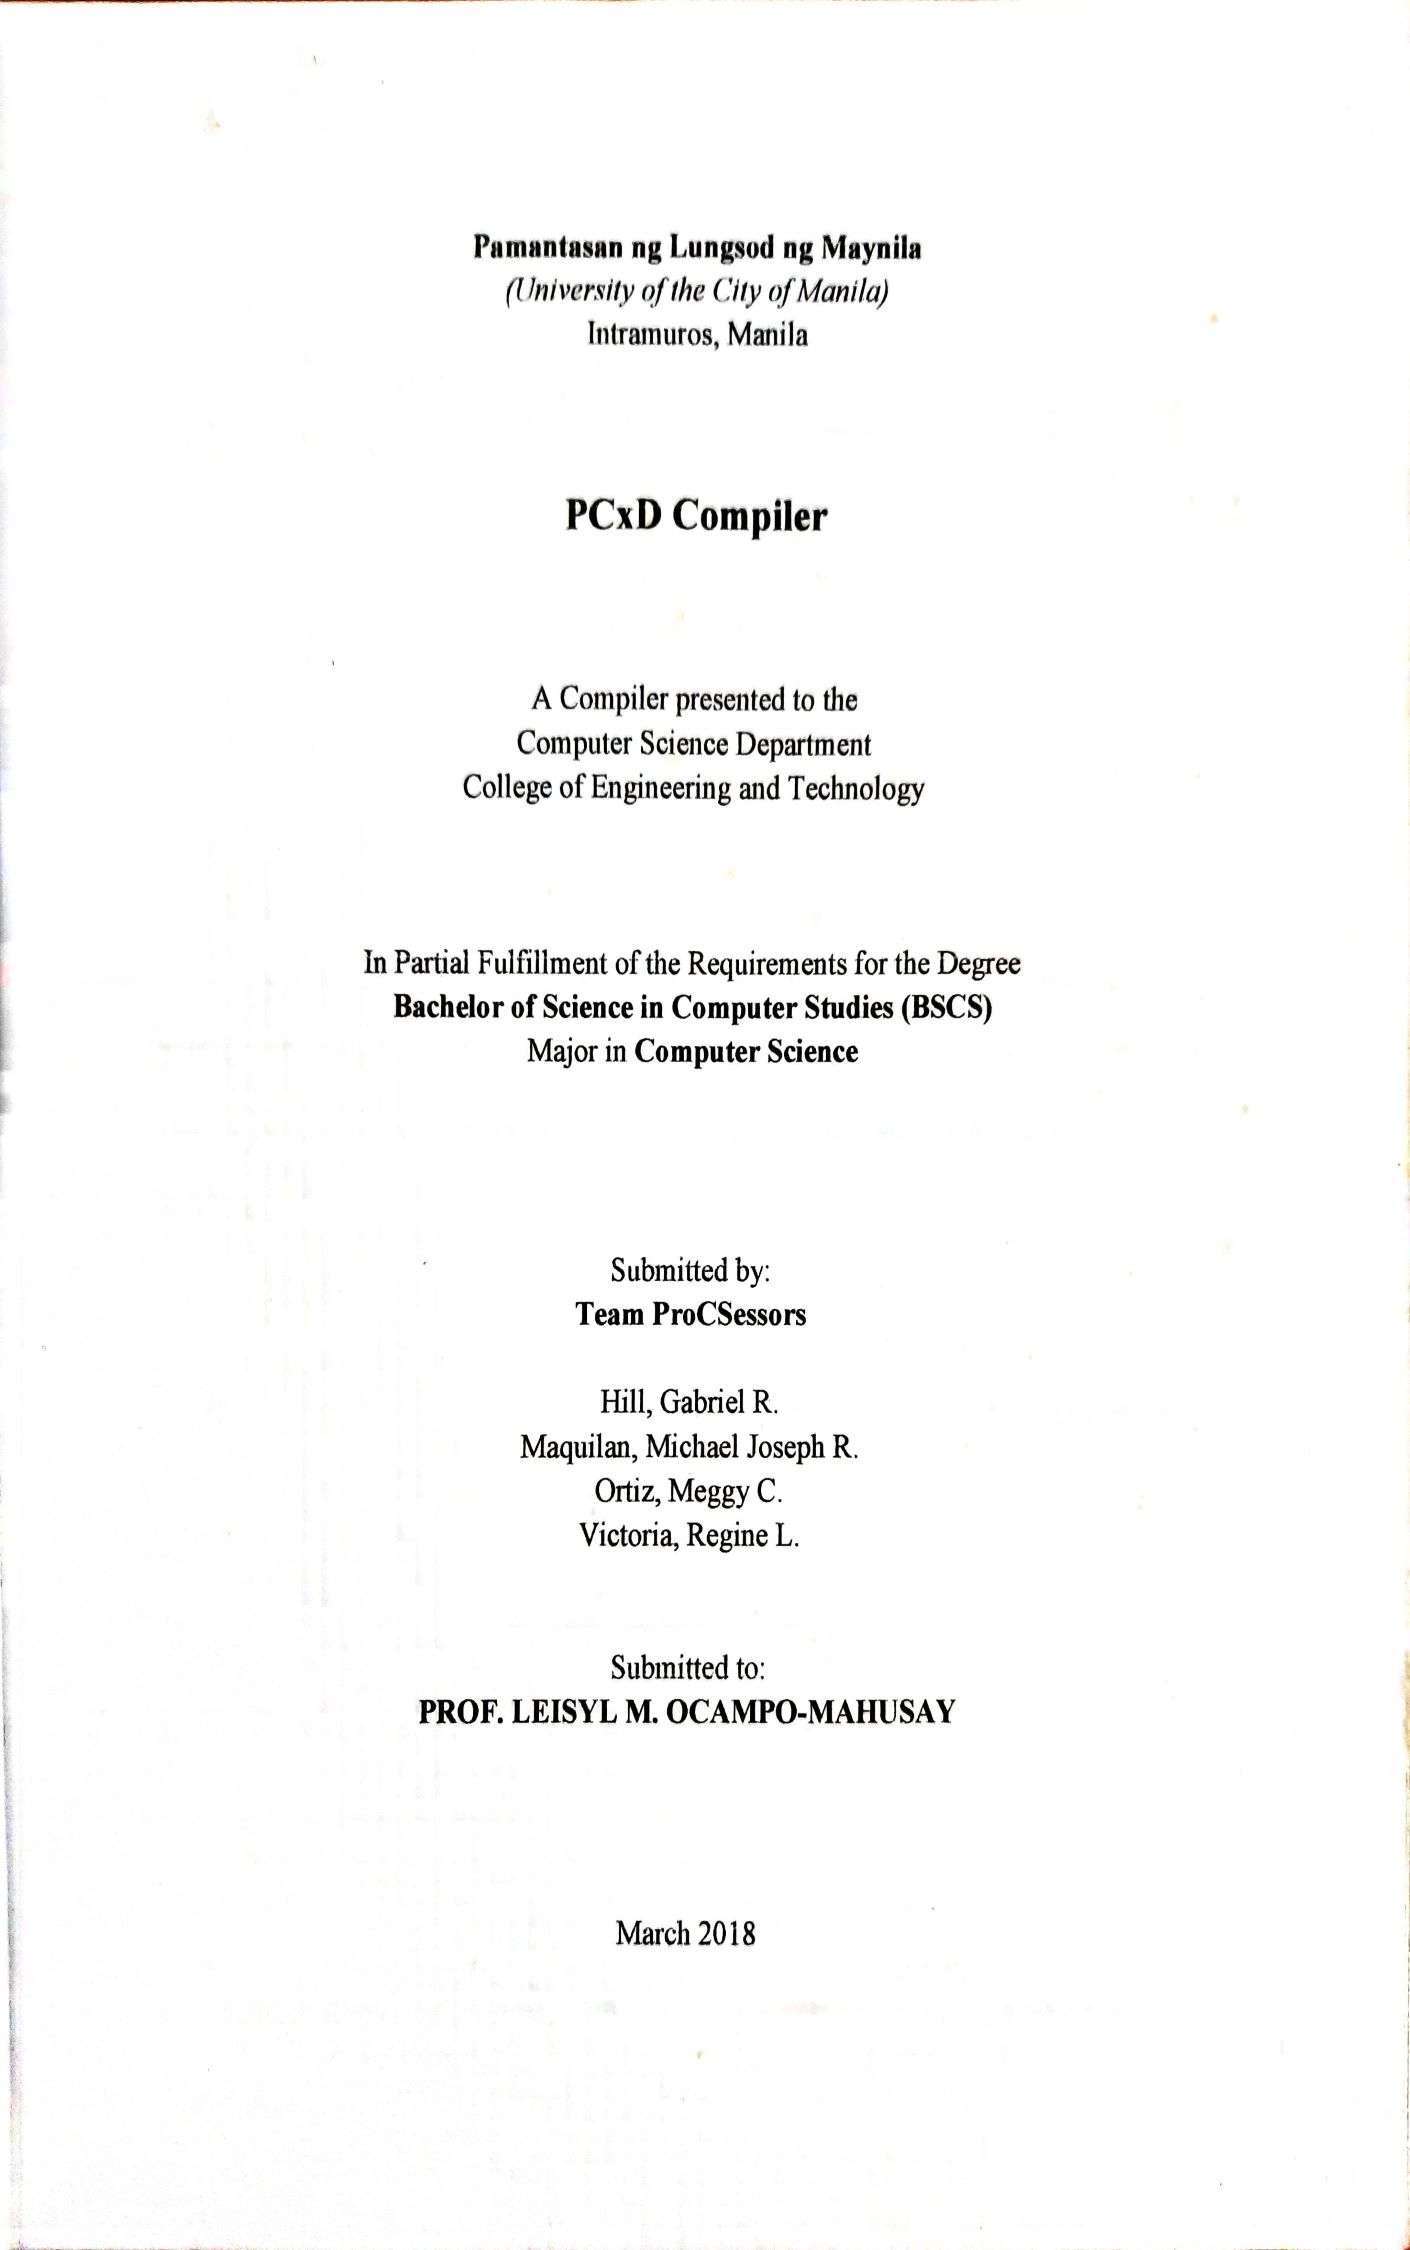 Pamantasan ng Lungsod ng Maynila
(University of the City of Manila)
Intramuros, Manila
PCxD Compiler
A Compiler presented to the
Computer Science Department
College of Engineering and Technology
In Partial Fulfillment of the Requirements for the Degree
Bachelor of Science in Computer Studies (BSCS)
Major in Computer Science
Submitted by:
Team ProCSessors
Hill, Gabriel R.
Maquilan, Michael Joseph R.
Ortiz, Meggy C.
Victoria, Regine L.
Submitted to:
PROF. LEISYL M. OCAMPO-MAHUSAY
March 2018